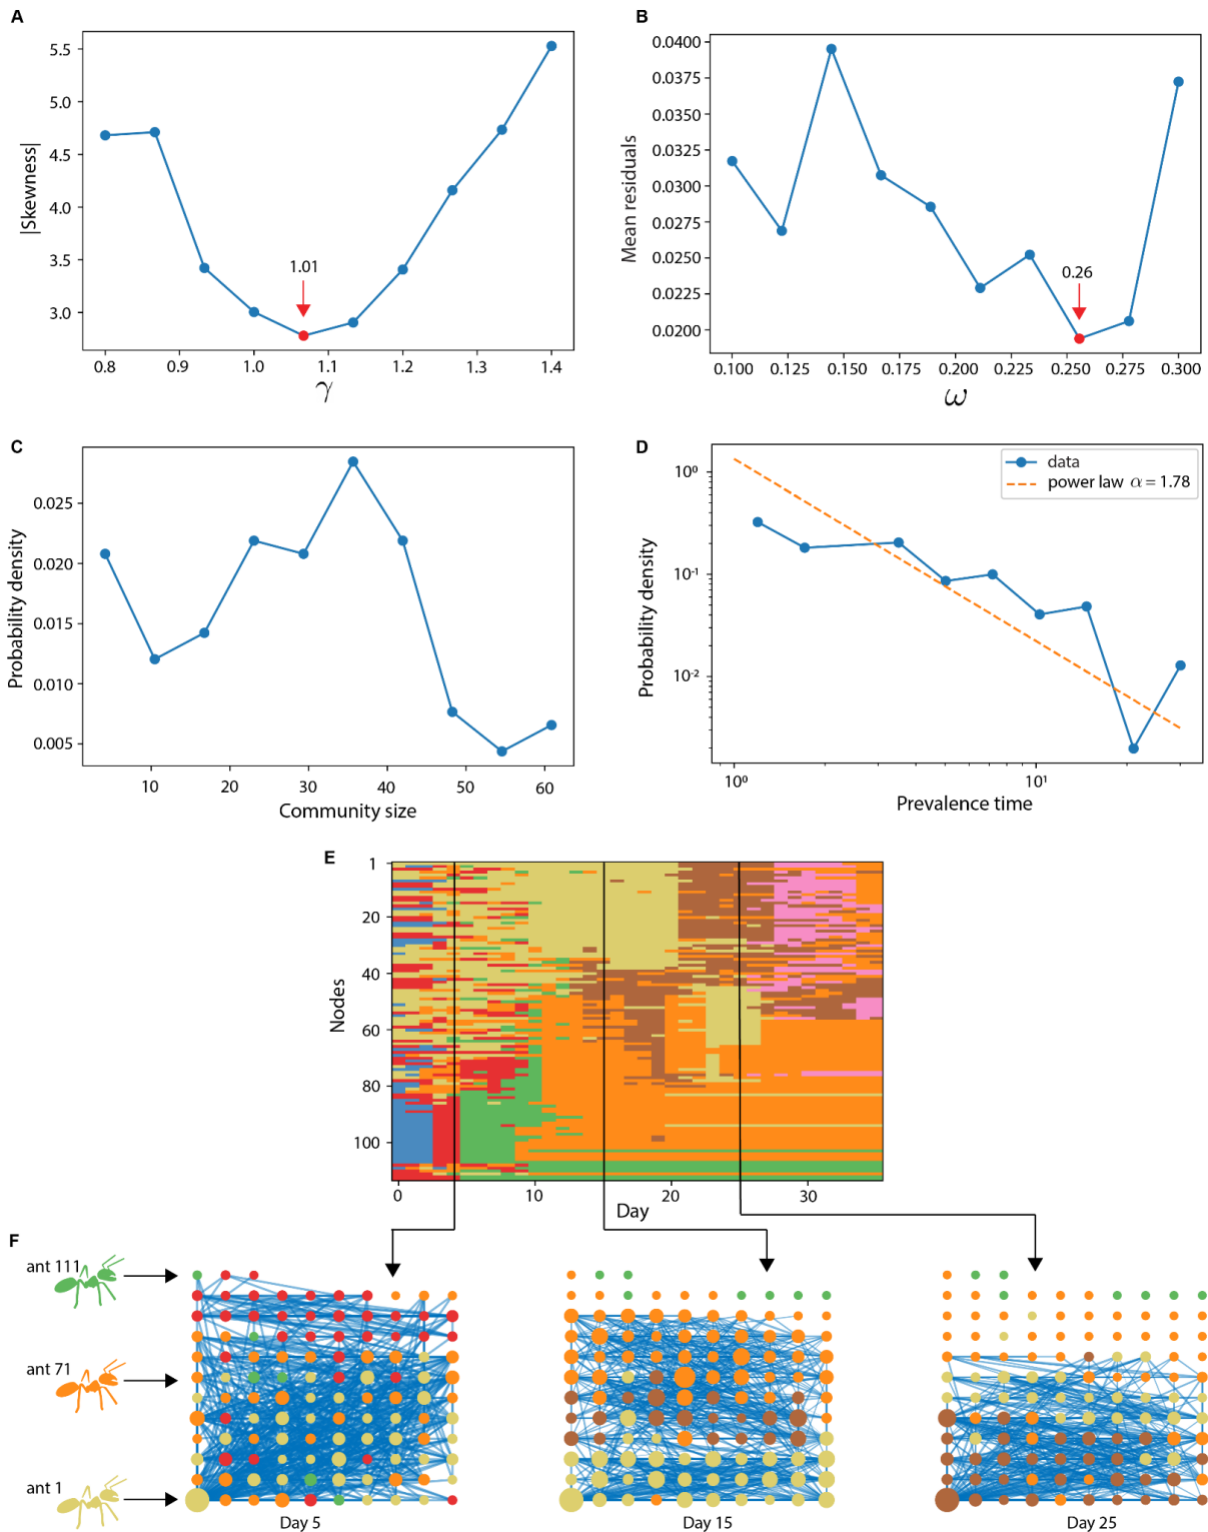 A
5.5
5.0
4.5
4.0
3.5
3.0
|Skewness|
1.01
0.8 0.9 1.0 1.1 1.2 1.3 1.4
γ
B
0.0400
0.0375
0.0350
0.0325
0.0300
0.0275
0.0250
0.0225
0.0200
Mean residuals
0.26
0.100 0.125 0.150 0.175 0.200 0.225 0.250 0.275 0.300
ω
C
0.025
0.020
0.015
0.010
0.005
Probability density
10 20 30 40 50 60
Community size
D
10⁰
10⁻¹
10⁻²
Probability density
data
power law α = 1.78
10⁰ 10¹
Prevalence time
E
1
20
40
60
80
100
Nodes
0 10 20 30
Day
F
ant 111
ant 71
ant 1
Day 5 Day 15 Day 25